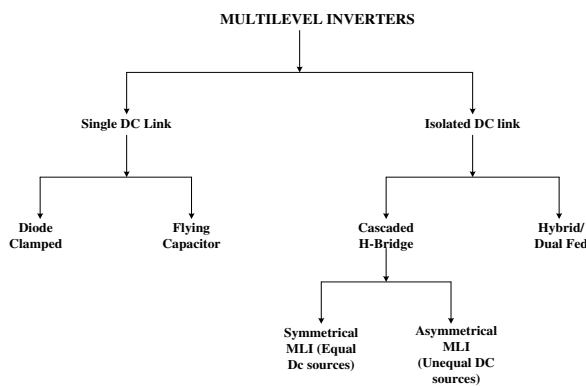 MULTILEVEL INVERTERS
Single DC Link
Isolated DC link
Diode
Clamped
Flying
Capacitor
Cascaded
H-Bridge
Hybrid/
Dual Fed
Symmetrical
MLI (Equal
Dc sources)
Asymmetrical
MLI
(Unequal DC
sources)